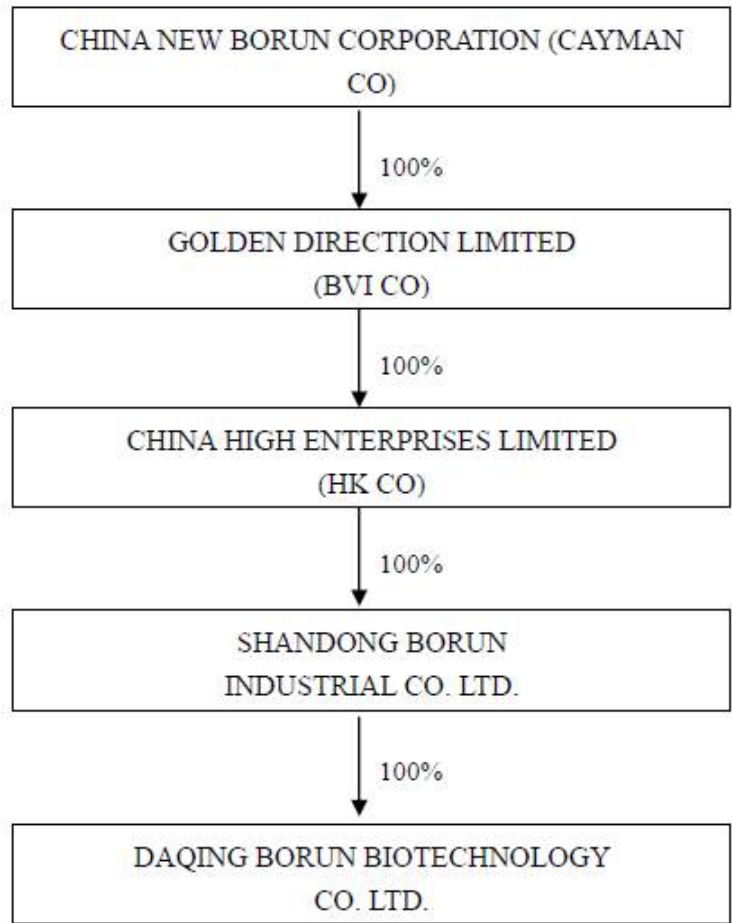 CHINA NEW BORUN CORPORATION (CAYMAN
CO)
100%
GOLDEN DIRECTION LIMITED
(BVI CO)
100%
CHINA HIGH ENTERPRISES LIMITED
(HK CO)
100%
SHANDONG BORUN
INDUSTRIAL CO. LTD.
100%
DAQING BORUN BIOTECHNOLOGY
CO. LTD.